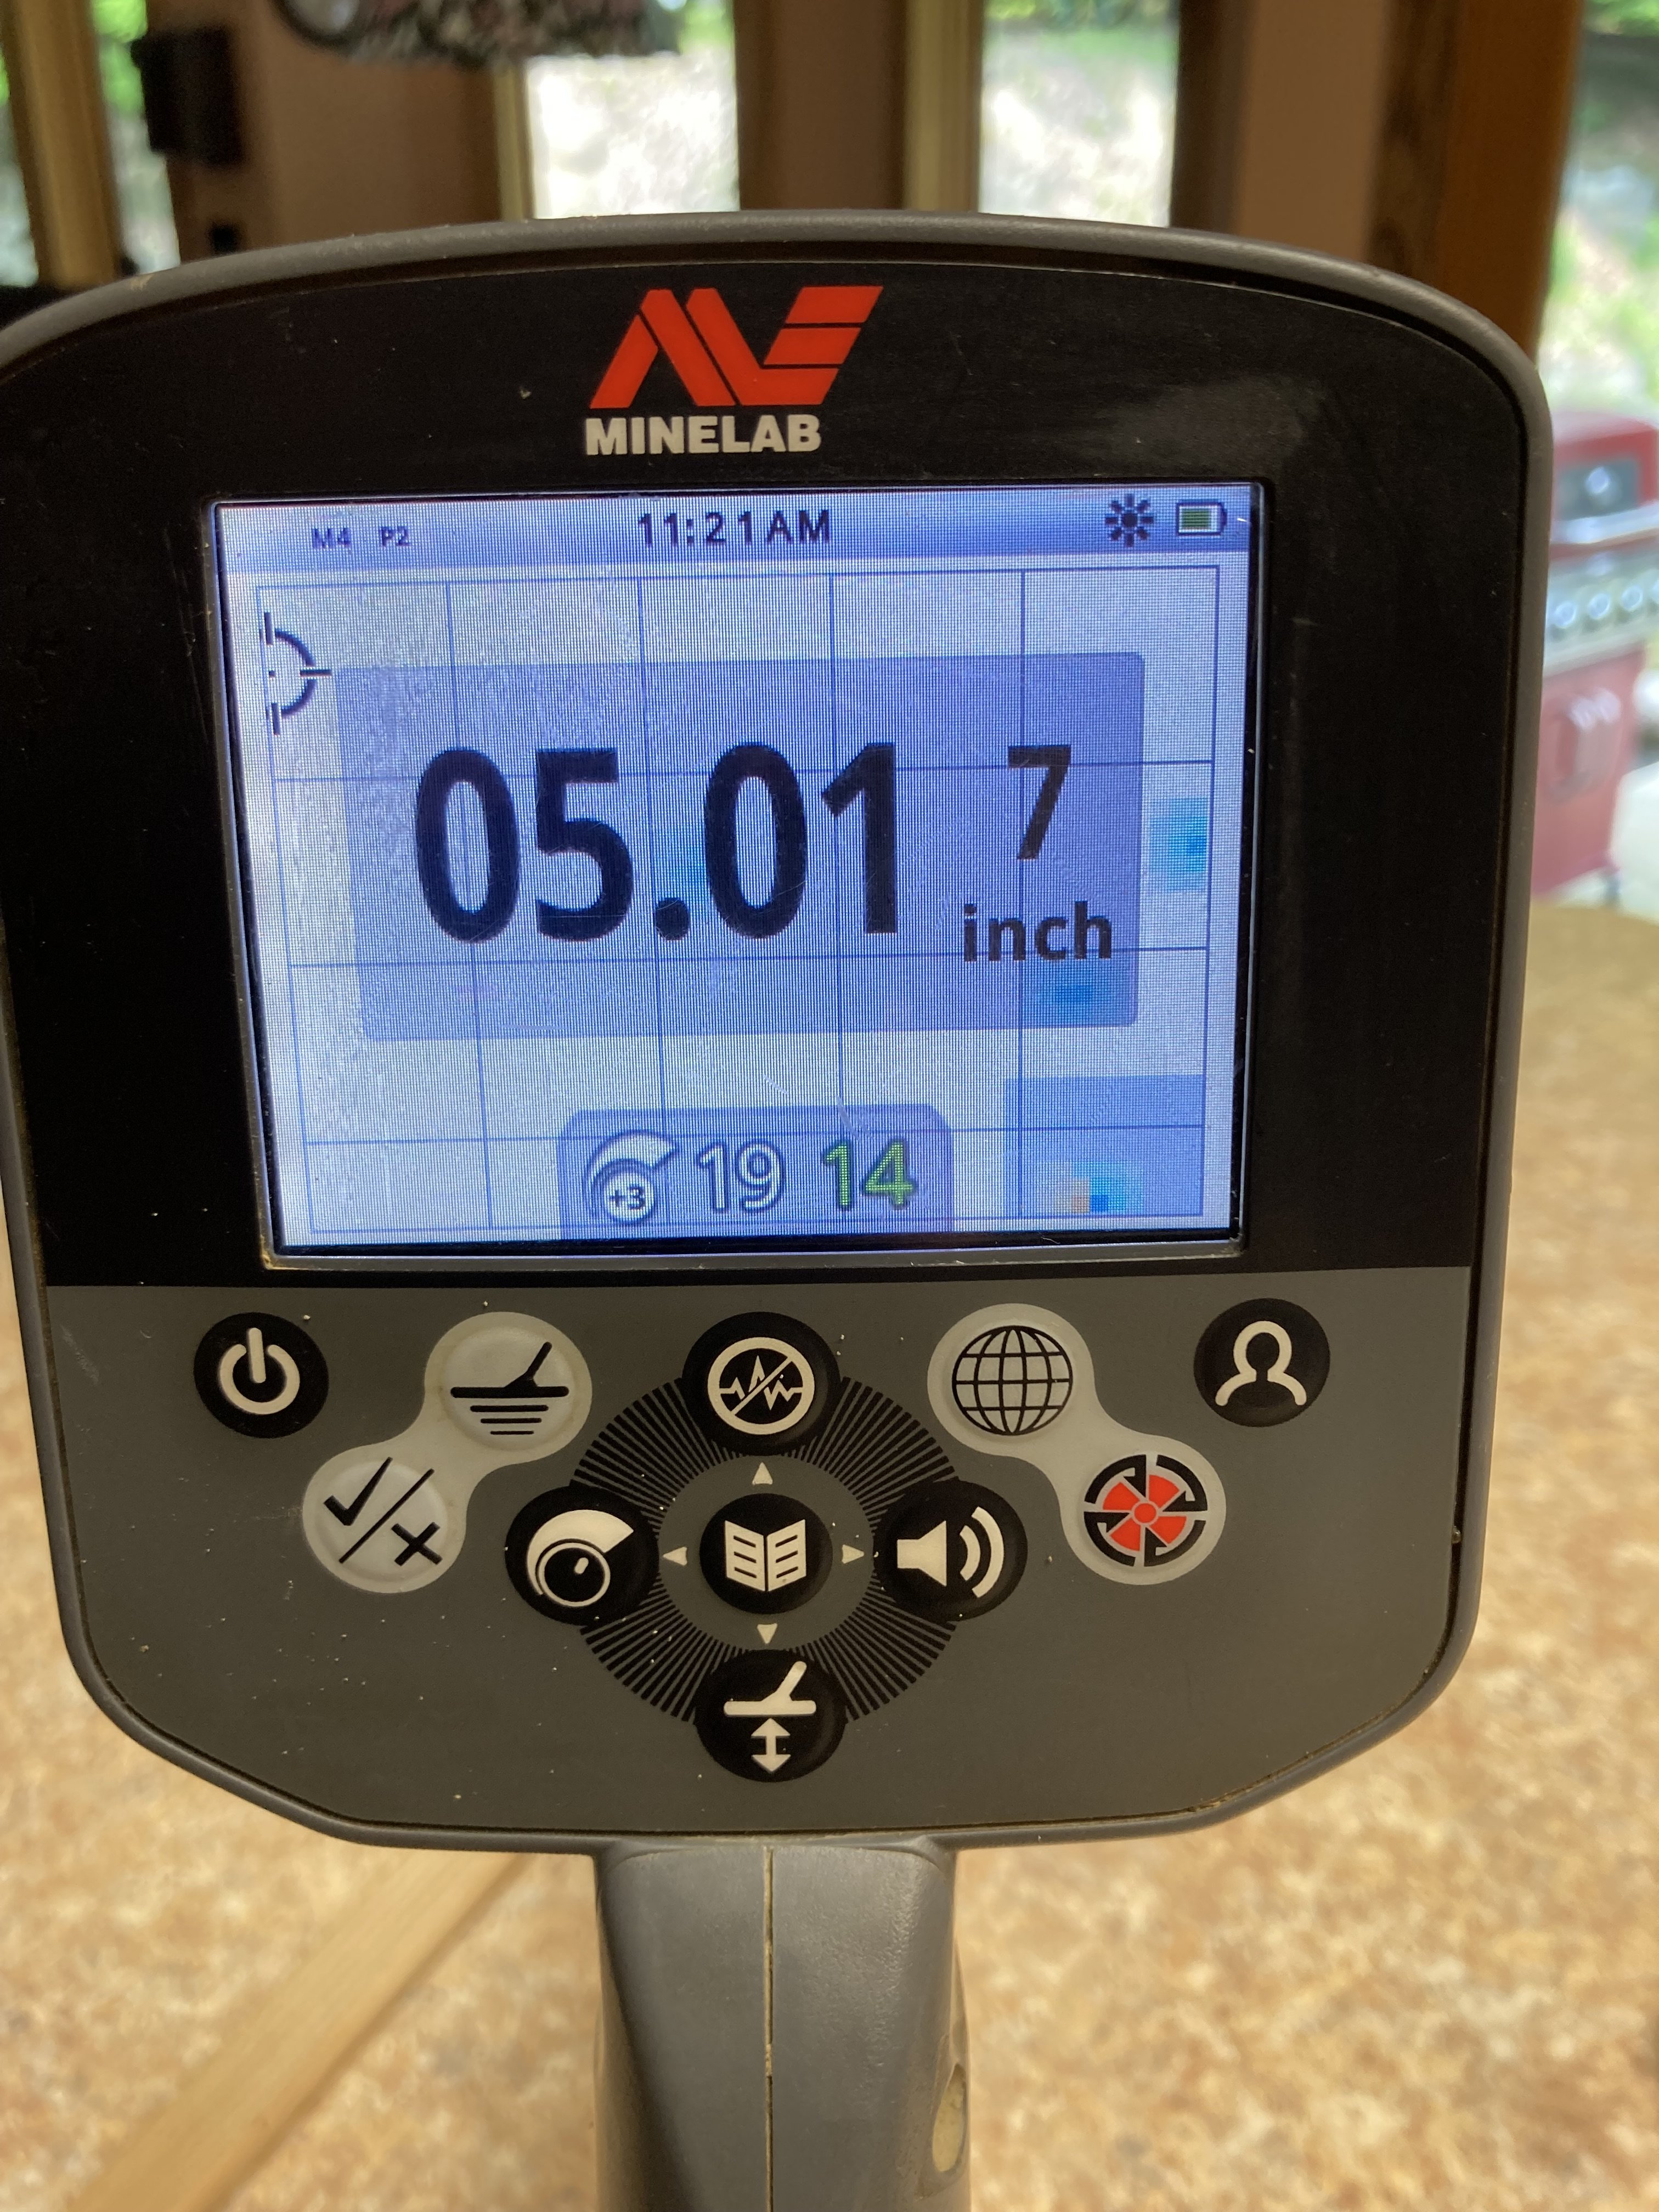 MINELAB
M4 P2 11:21AM
05.01 7
inch
+3 19 14